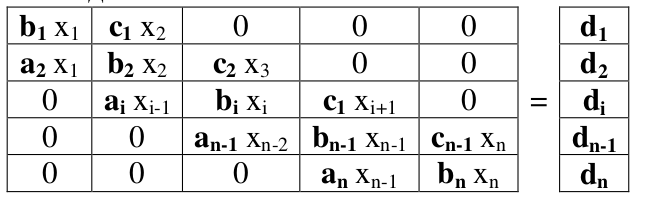 b₁ x₁ c₁ x₂ 0 0 0 d₁
a₂ x₁ b₂ x₂ c₂ x₃ 0 0 d₂
0 aᵢ xᵢ₋₁ bᵢ xᵢ c₁ xᵢ₊₁ 0 = dᵢ
0 0 aₙ₋₁ xₙ₋₂ bₙ₋₁ xₙ₋₁ cₙ₋₁ xₙ dₙ₋₁
0 0 0 aₙ xₙ₋₁ bₙ xₙ dₙ